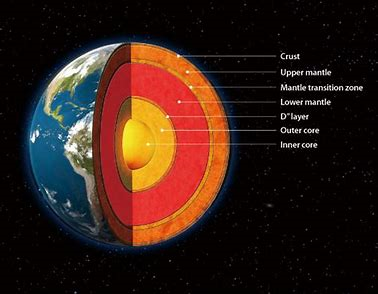 Crust
Upper mantle
Mantle transition zone
Lower mantle
D" layer
Outer core
Inner core